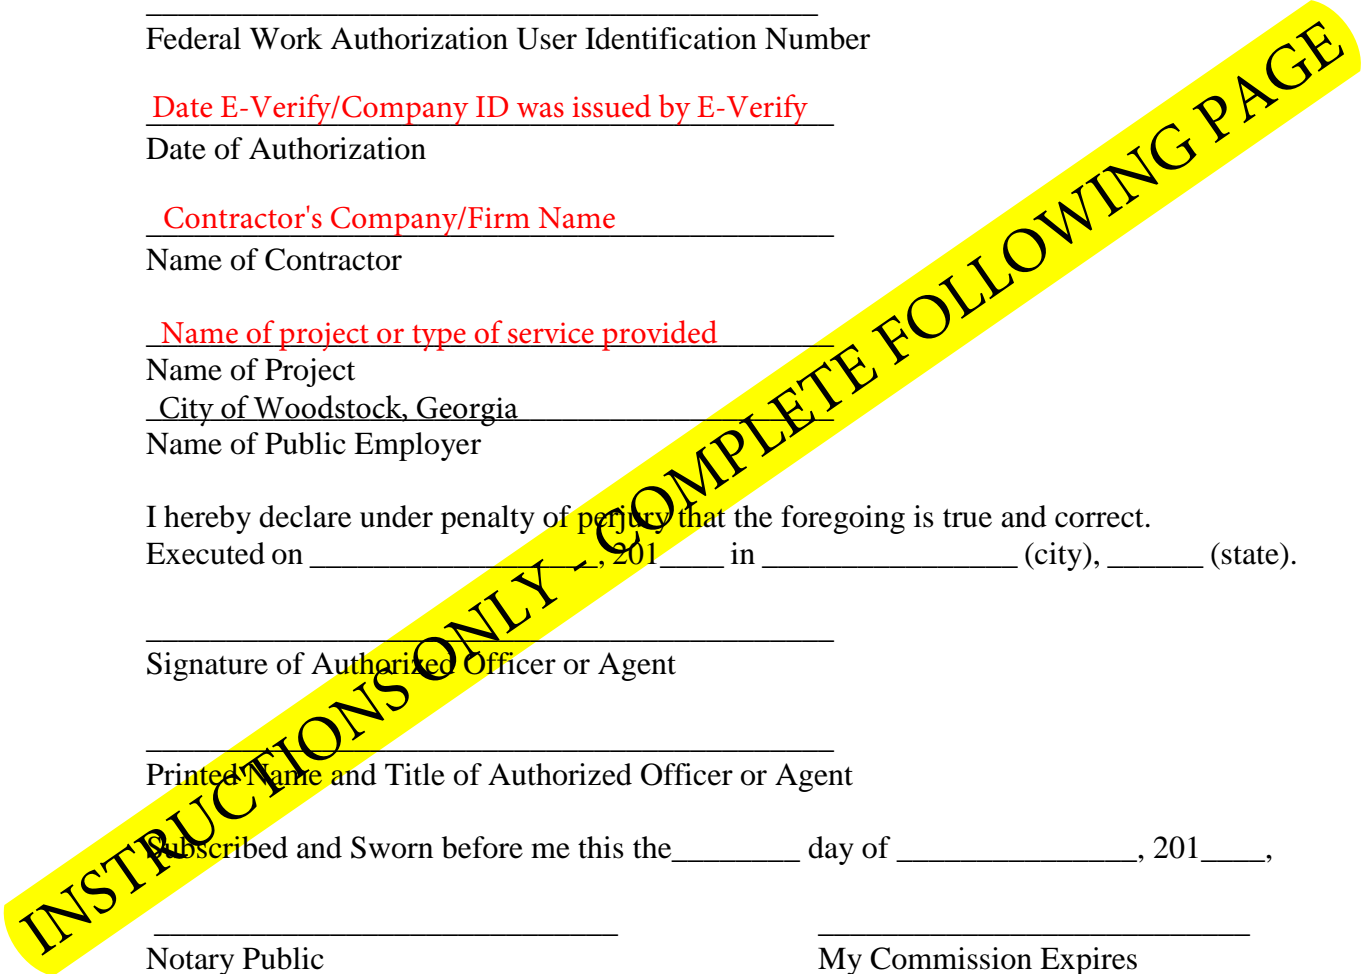 Federal Work Authorization User Identification Number
Date E-Verify/Company ID was issued by E-Verify
Date of Authorization
Contractor's Company/Firm Name
Name of Contractor
Name of project or type of service provided
Name of Project
City of Woodstock, Georgia
Name of Public Employer
I hereby declare under penalty of perjury that the foregoing is true and correct.
Executed on __________________, 201____ in ________________ (city), ______ (state).
Signature of Authorized Officer or Agent
Printed Name and Title of Authorized Officer or Agent
Subscribed and Sworn before me this the________ day of _______________, 201____,
Notary Public My Commission Expires
INSTRUCTIONS ONLY - COMPLETE FOLLOWING PAGE